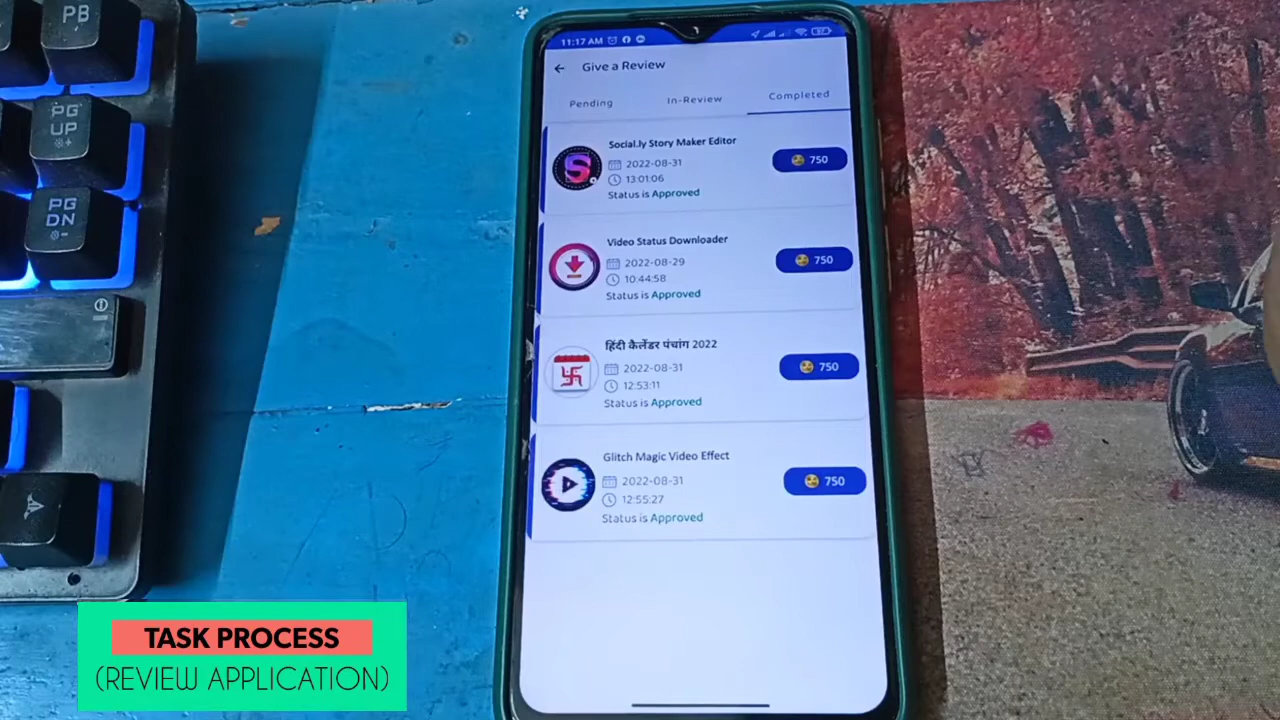 PB
PG
UP
PG
DN
11:17 AM
Give a Review
Pending
In-Review
Completed
Social.ly Story Maker Editor
2022-08-31
13:01:06
Status is Approved
750
Video Status Downloader
2022-08-29
10:44:58
Status is Approved
750
हिंदी कैलेंडर पंचांग 2022
2022-08-31
12:53:11
Status is Approved
750
Glitch Magic Video Effect
2022-08-31
12:55:27
Status is Approved
750
TASK PROCESS
(REVIEW APPLICATION)